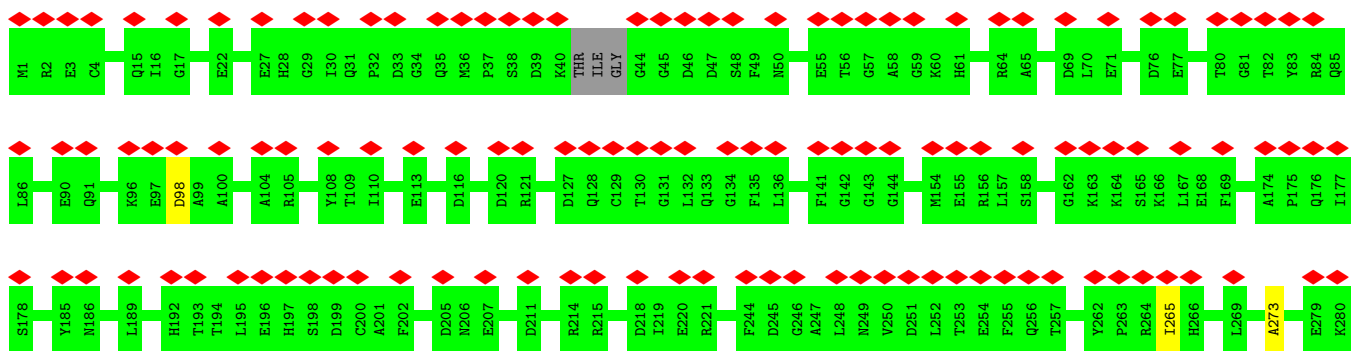 M1 R2 E3 C4 Q15 I16 G17 E22 E27 H28 G29 I30 Q31 P32 D33 G34 Q35 M36 P37 S38 D39 K40 THR ILE GLY G44 G45 D46 D47 S48 F49 N50 E55 T56 G57 A58 G59 K60 H61 R64 A65 D69 L70 E71 D76 E77 T80 G81 T82 Y83 R84 Q85
L86 E90 Q91 K96 E97 D98 A99 A100 A104 R105 Y108 T109 I110 E113 D116 D120 R121 D127 Q128 C129 T130 G131 L132 Q133 G134 F135 L136 F141 G142 G143 G144 M154 E155 R156 L157 S158 G162 K163 K164 S165 K166 L167 E168 F169 A174 P175 Q176 I177
S178 Y185 N186 L189 H192 T193 T194 L195 E196 H197 S198 D199 C200 A201 F202 D205 N206 E207 D211 R214 R215 D218 I219 E220 R221 F244 D245 G246 A247 L248 N249 V250 D251 L252 T253 E254 F255 Q256 T257 Y262 P263 R264 I265 H266 L269 A273 E279 K280